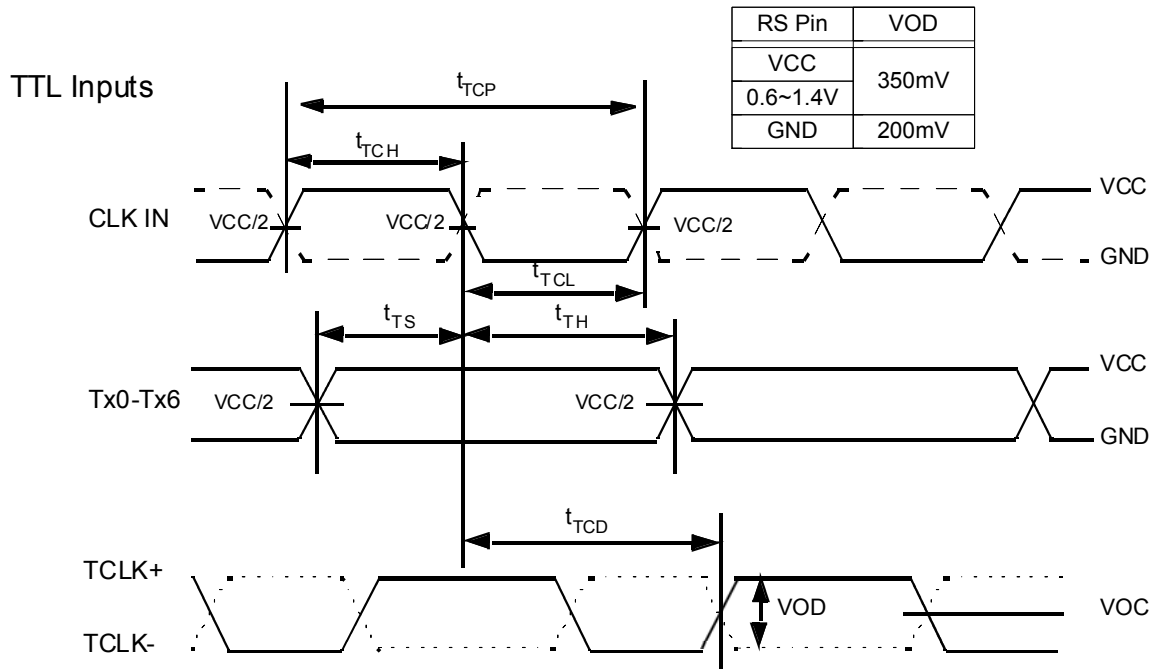 RS Pin VOD
VCC 350mV
0.6~1.4V
GND 200mV
TTL Inputs
tTCP
tTCH
CLK IN VCC/2 VCC/2 VCC/2 VCC
GND
tTCL
tTS tTH
VCC
Tx0-Tx6 VCC/2 VCC/2
GND
tTCD
TCLK+
VOD VOC
TCLK-